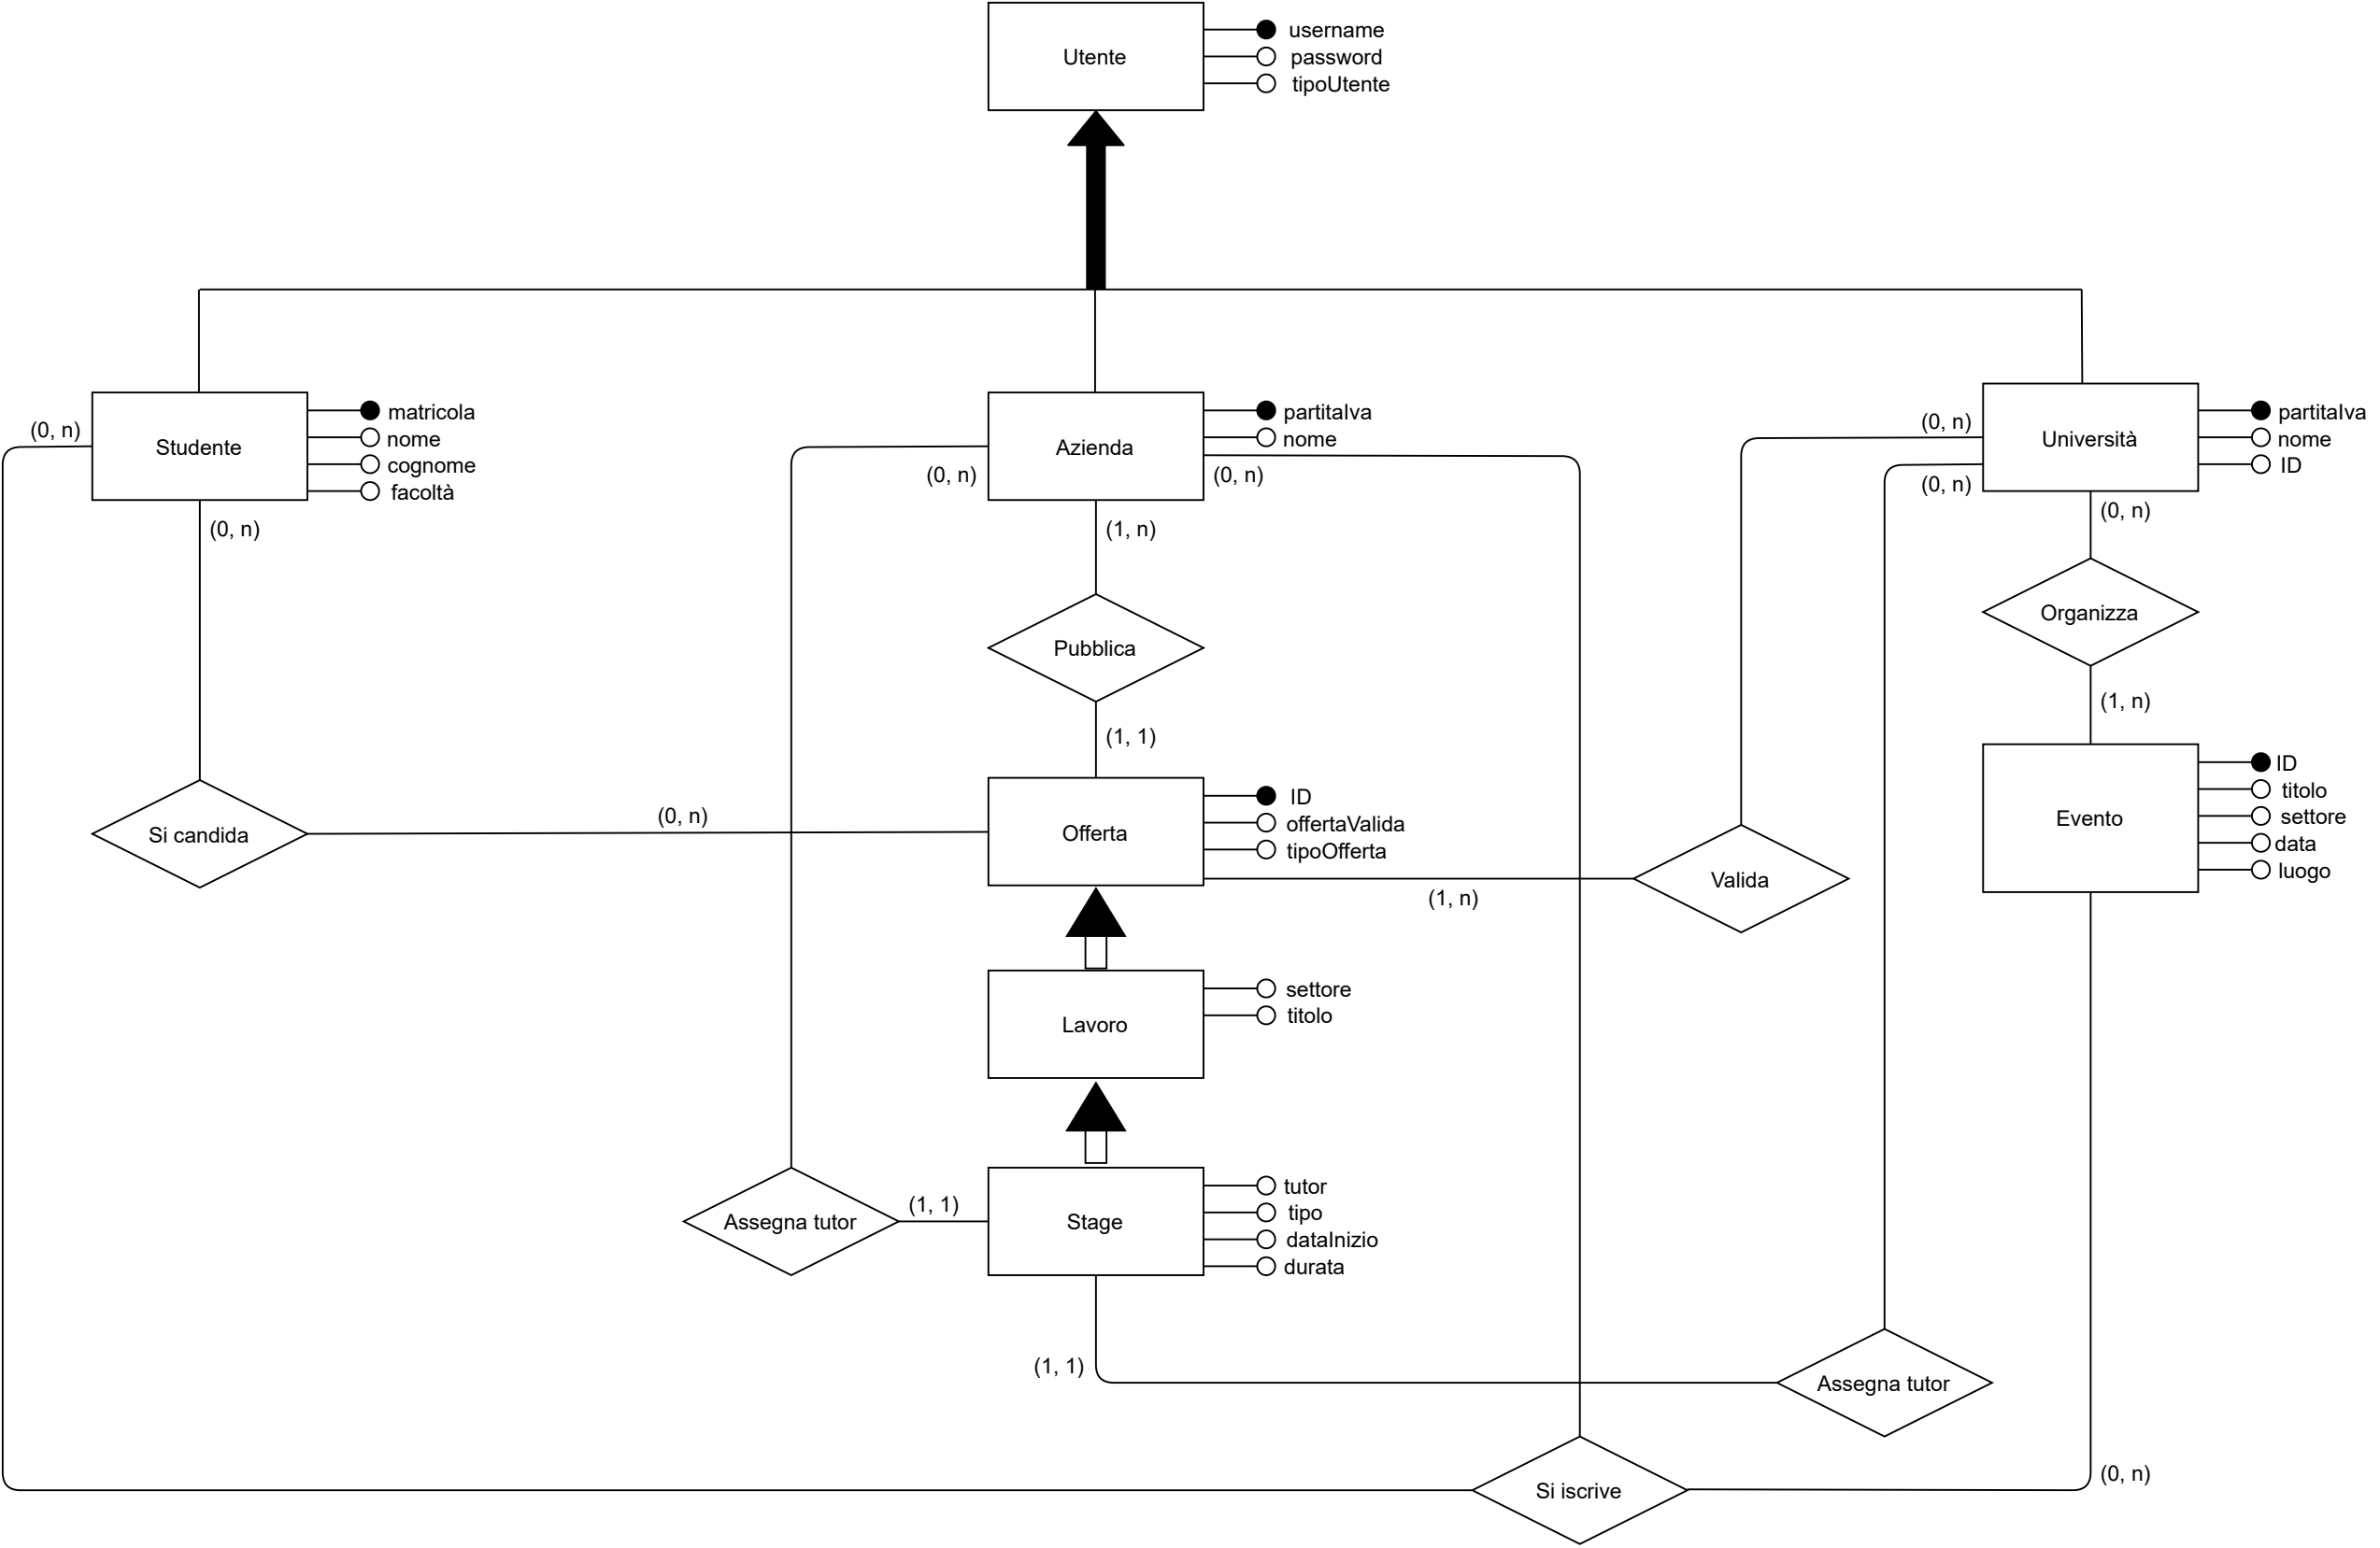 Utente
username
password
tipoUtente
Studente
matricola
nome
cognome
facoltà
(0, n)
(0, n)
Azienda
partitaIva
nome
(0, n)
(0, n)
(1, n)
Università
partitaIva
nome
ID
(0, n)
(0, n)
(0, n)
Organizza
(1, n)
Pubblica
(1, 1)
Si candida
(0, n)
Offerta
ID
offertaValida
tipoOfferta
(1, n)
Valida
Evento
ID
titolo
settore
data
luogo
Lavoro
settore
titolo
Assegna tutor
(1, 1)
Stage
tutor
tipo
dataInizio
durata
(1, 1)
Assegna tutor
Si iscrive
(0, n)